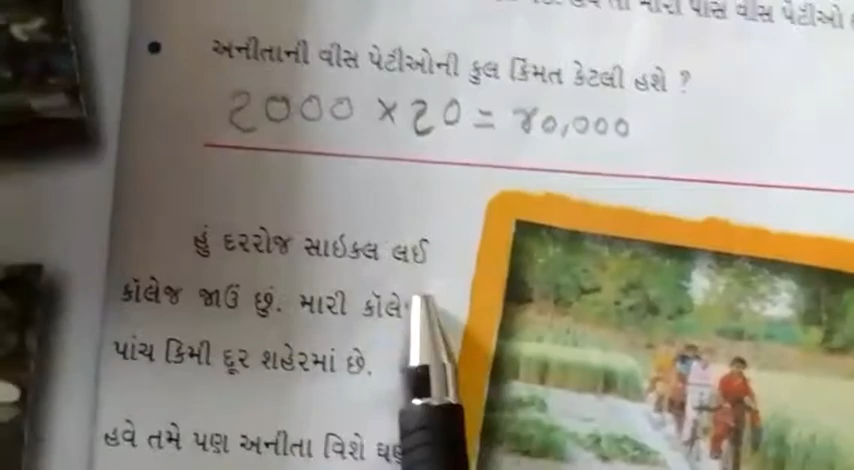 તો મારી પાસે વીસ પેટીઓ
• અનીતાની વીસ પેટીઓની કુલ કિંમત કેટલી હશે ?
૨૦૦૦ × ૨૦ = ૪૦,૦૦૦
હું દરરોજ સાઇકલ લઈ
કૉલેજ જાઉં છું. મારી કૉલે
પાંચ કિમી દૂર શહેરમાં છે.
હવે તમે પણ અનીતા વિશે